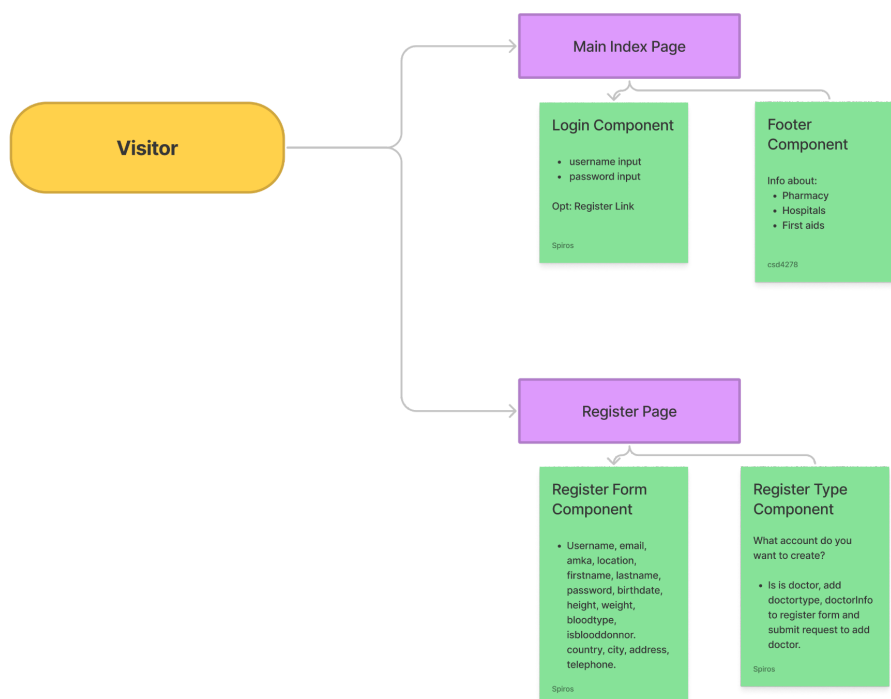 Main Index Page
Visitor
Login Component
• username input
• password input
Opt: Register Link
Spiros
Footer
Component
Info about:
• Pharmacy
• Hospitals
• First aids
csd4278
Register Page
Register Form
Component
• Username, email,
amka, location,
firstname, lastname,
password, birthdate,
height, weight,
bloodtype,
isblooddonnor.
country, city, address,
telephone.
Spiros
Register Type
Component
What account do you
want to create?
• Is is doctor, add
doctortype, doctorInfo
to register form and
submit request to add
doctor.
Spiros